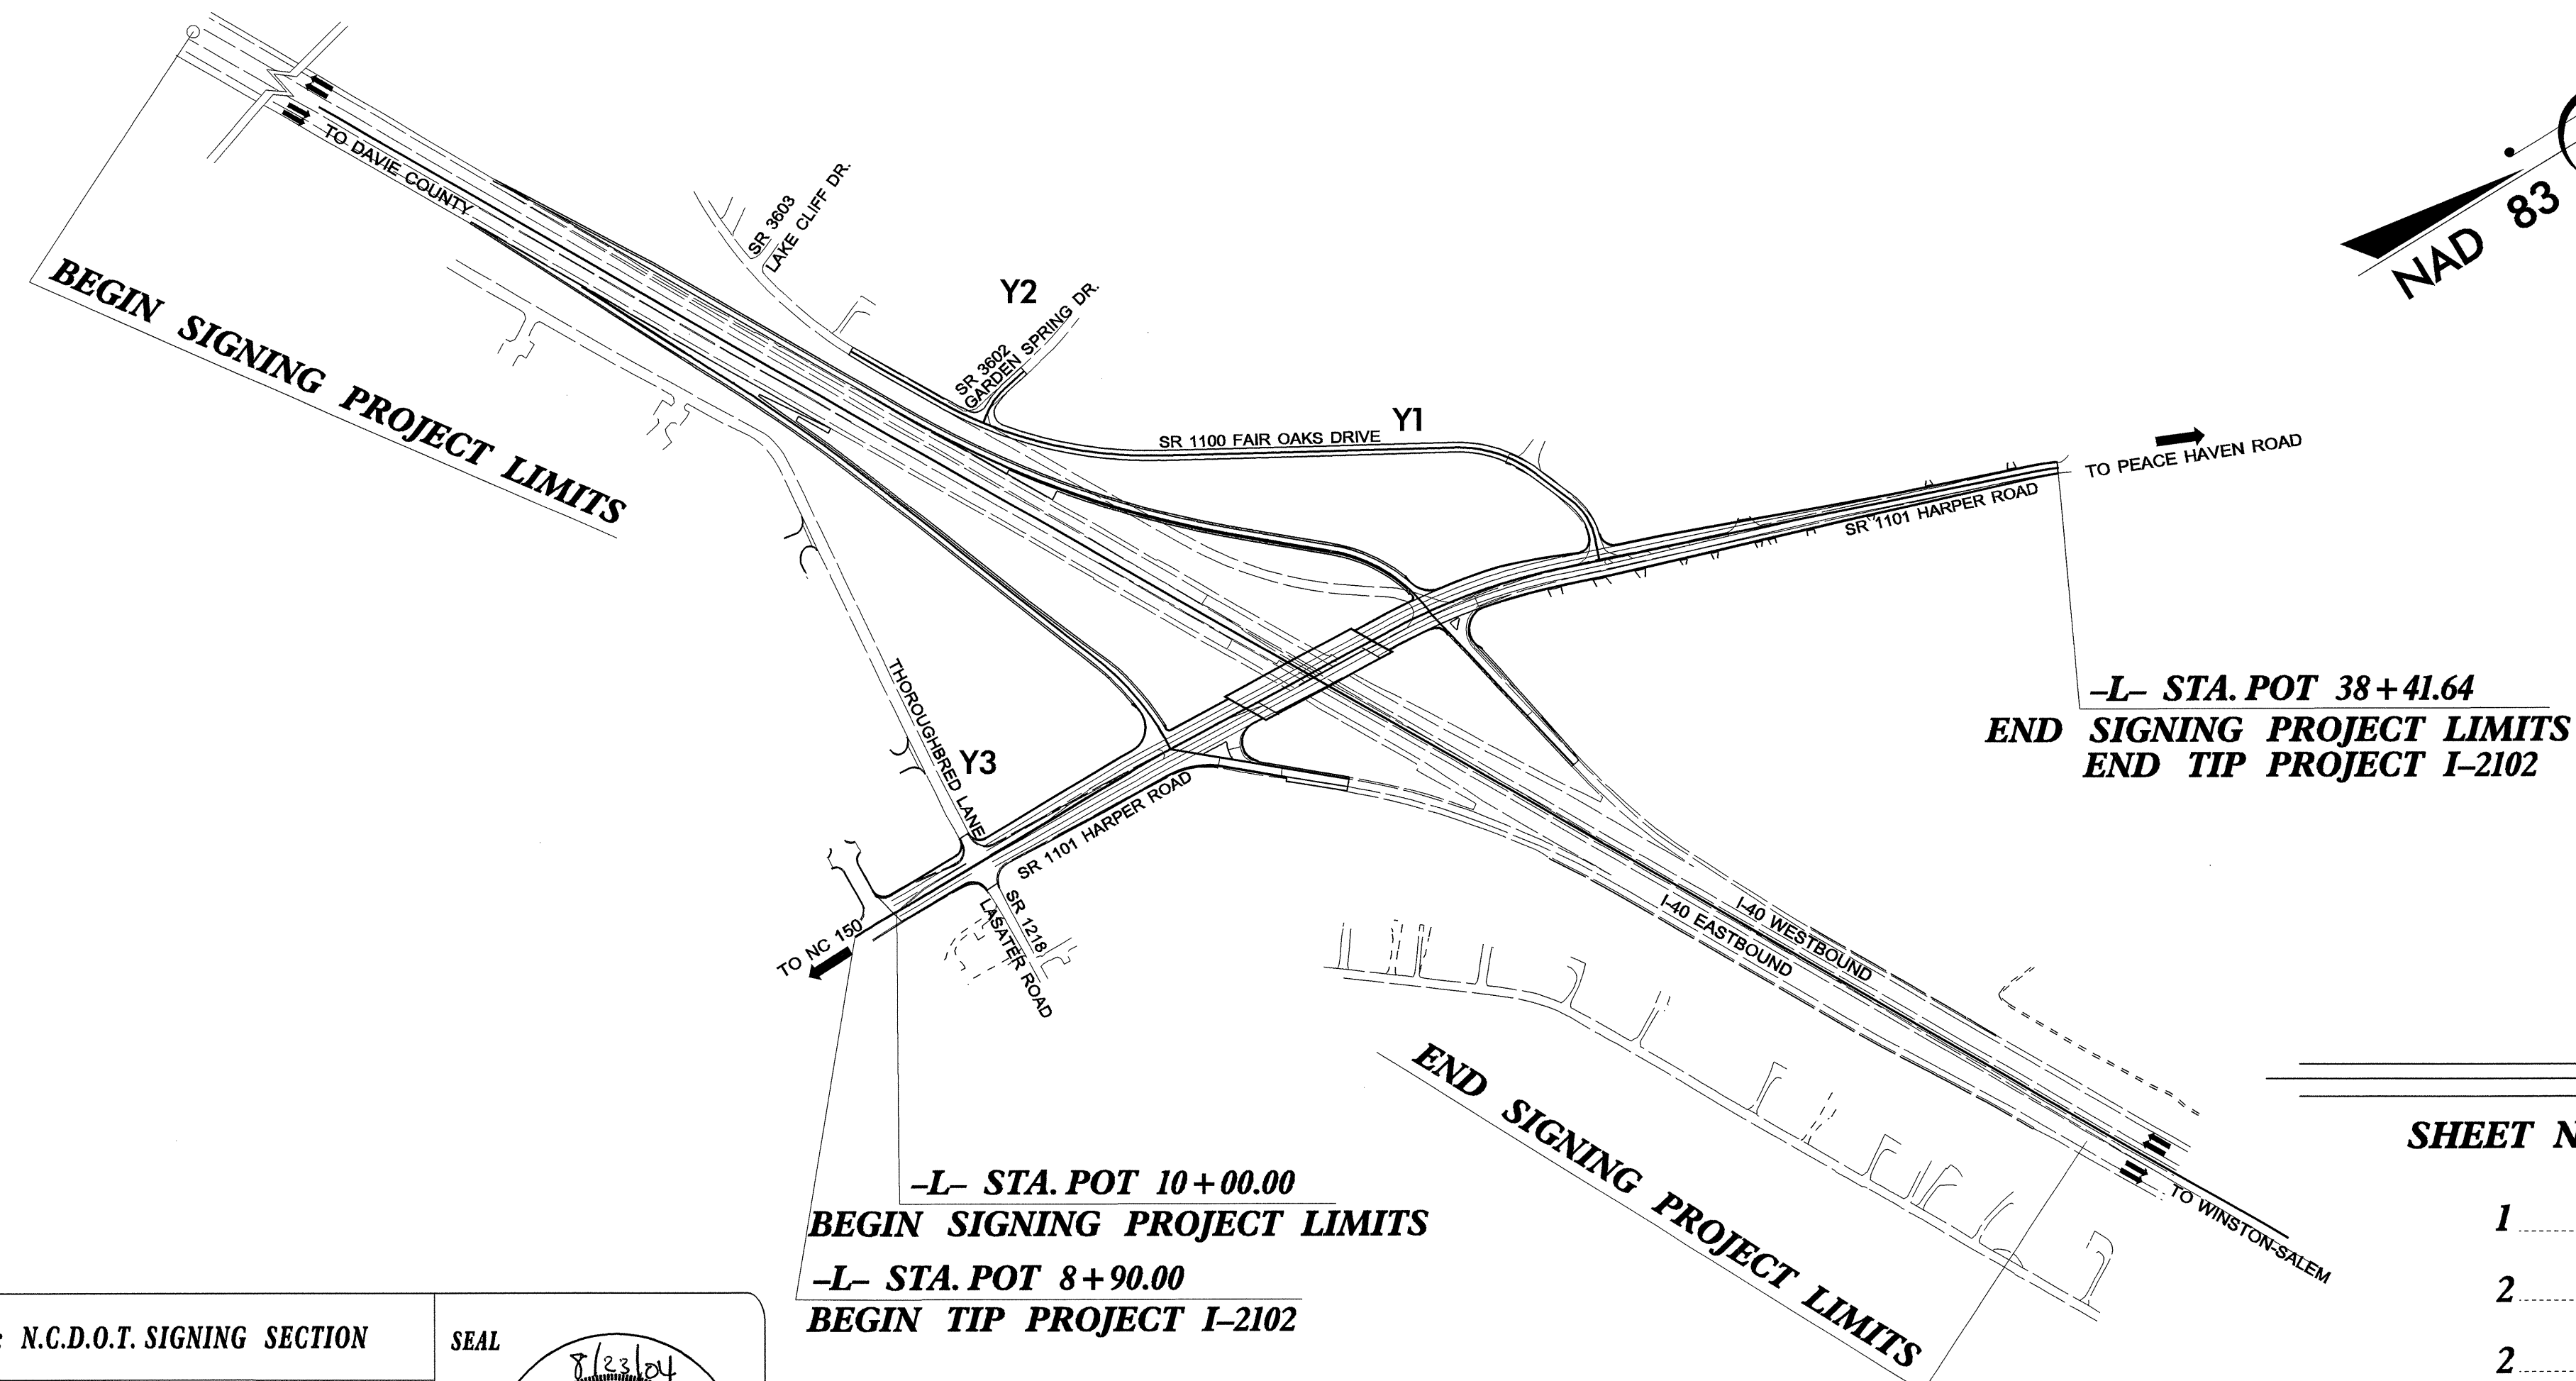 TO DAVIE COUNTY
BEGIN SIGNING PROJECT LIMITS
SR 3603
LAKE CLIFF DR.
Y2
SR 3602
GARDEN SPRING DR.
SR 1100 FAIR OAKS DRIVE
Y1
TO PEACE HAVEN ROAD
SR 1101 HARPER ROAD
NAD 83
–L– STA. POT 38+41.64
END SIGNING PROJECT LIMITS
END TIP PROJECT I–2102
THOROUGHBRED LANE
Y3
SR 1101 HARPER ROAD
SR 1218
LASATER ROAD
TO NC 150
I-40 WESTBOUND
I-40 EASTBOUND
END SIGNING PROJECT LIMITS
TO WINSTON-SALEM
–L– STA. POT 10+00.00
BEGIN SIGNING PROJECT LIMITS
–L– STA. POT 8+90.00
BEGIN TIP PROJECT I–2102
SHEET N
1
2
2
: N.C.D.O.T. SIGNING SECTION
SEAL
8/23/04